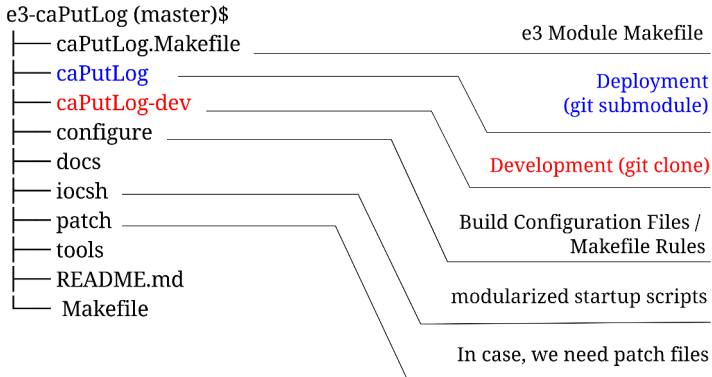 e3-caPutLog (master)$
├── caPutLog.Makefile
e3 Module Makefile
├── caPutLog
Deployment
(git submodule)
├── caPutLog-dev
Development (git clone)
├── configure
Build Configuration Files /
Makefile Rules
├── docs
├── iocsh
modularized startup scripts
├── patch
In case, we need patch files
├── tools
├── README.md
└── Makefile